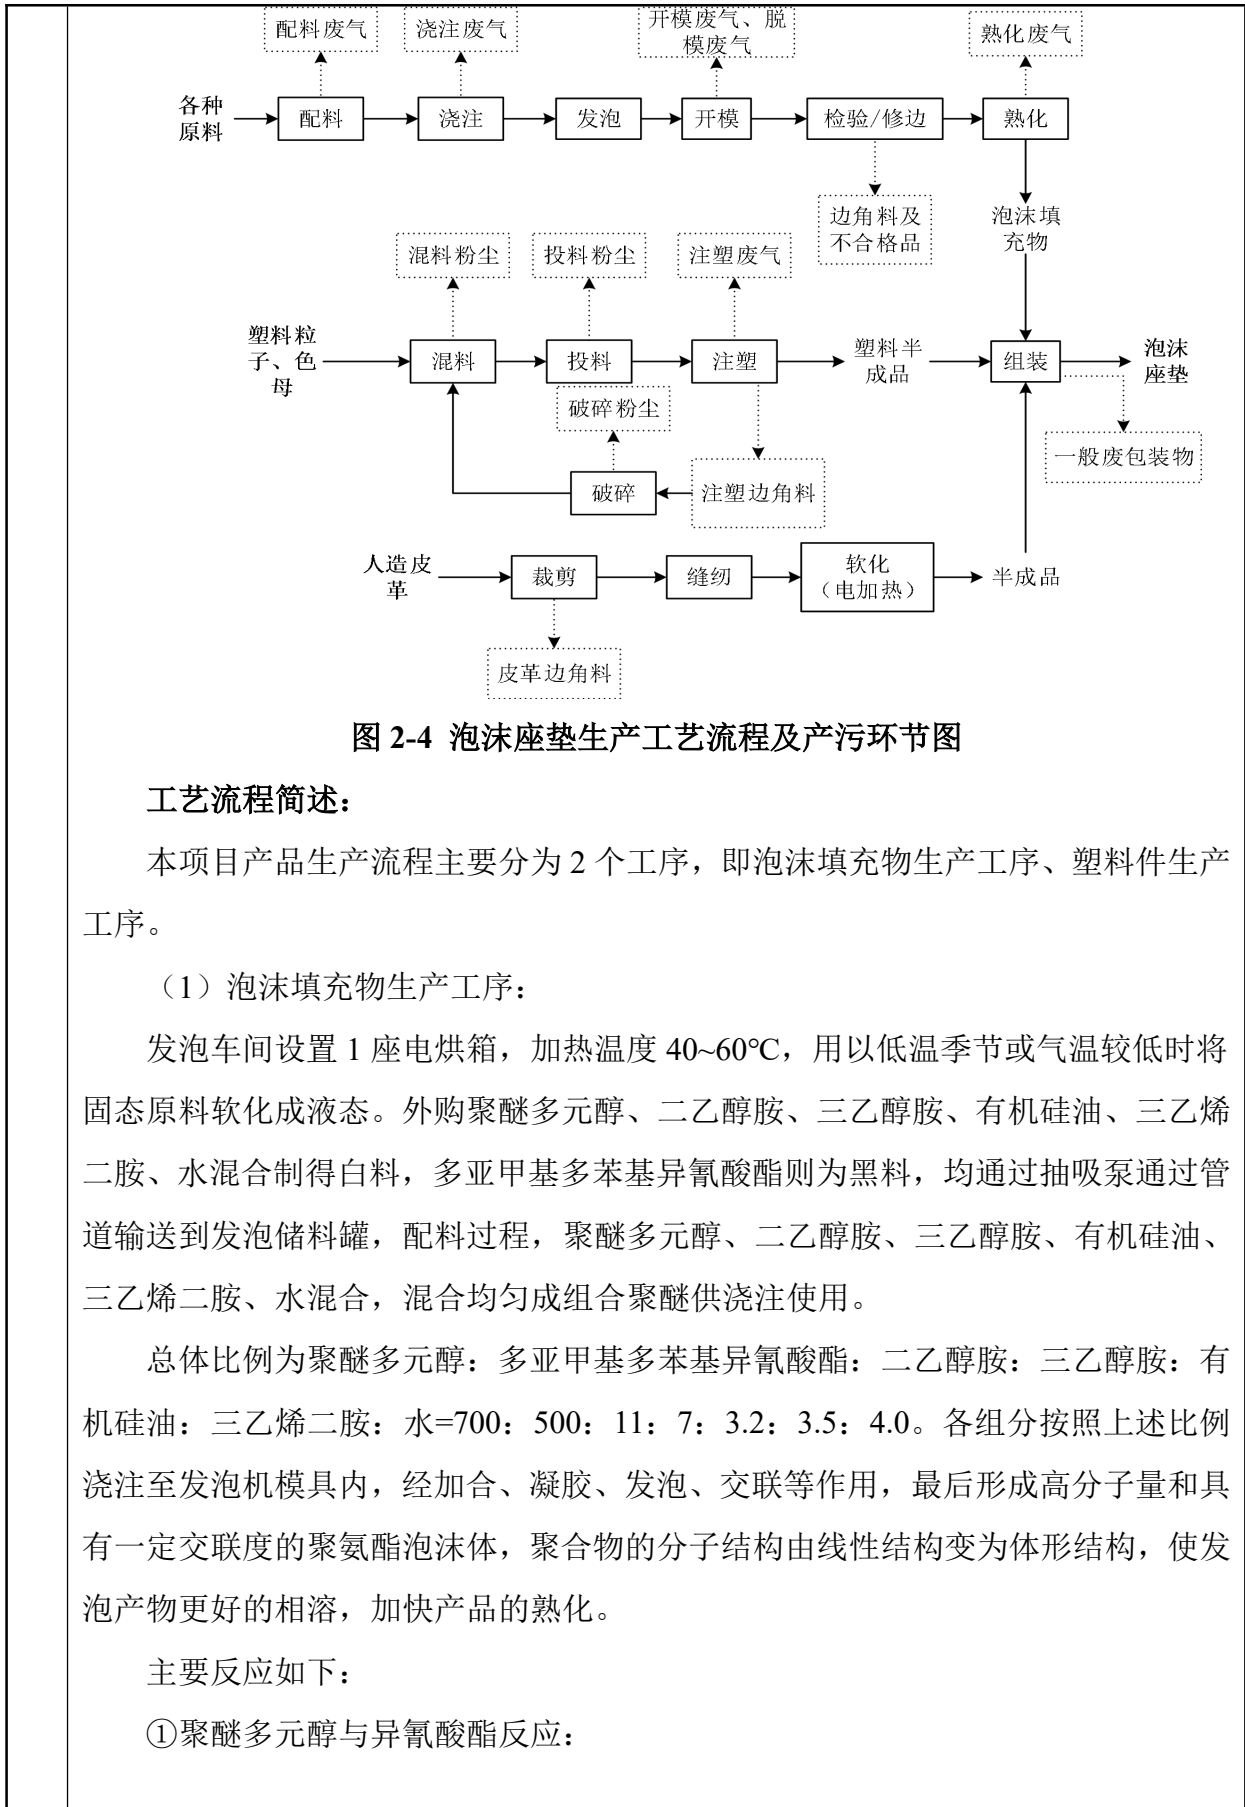 配料废气
浇注废气
开模废气、脱
模废气
熟化废气
各种
原料
配料
浇注
发泡
开模
检验/修边
熟化
边角料及
不合格品
泡沫填
充物
混料粉尘
投料粉尘
注塑废气
塑料粒
子、色
母
混料
投料
注塑
塑料半
成品
组装
泡沫
座垫
破碎粉尘
一般废包装物
破碎
注塑边角料
人造皮
革
裁剪
缝纫
软化
（电加热）
半成品
皮革边角料
图 2-4 泡沫座垫生产工艺流程及产污环节图
工艺流程简述：
本项目产品生产流程主要分为 2 个工序，即泡沫填充物生产工序、塑料件生产
工序。
（1）泡沫填充物生产工序：
发泡车间设置 1 座电烘箱，加热温度 40~60℃，用以低温季节或气温较低时将
固态原料软化成液态。外购聚醚多元醇、二乙醇胺、三乙醇胺、有机硅油、三乙烯
二胺、水混合制得白料，多亚甲基多苯基异氰酸酯则为黑料，均通过抽吸泵通过管
道输送到发泡储料罐，配料过程，聚醚多元醇、二乙醇胺、三乙醇胺、有机硅油、
三乙烯二胺、水混合，混合均匀成组合聚醚供浇注使用。
总体比例为聚醚多元醇：多亚甲基多苯基异氰酸酯：二乙醇胺：三乙醇胺：有
机硅油：三乙烯二胺：水=700：500：11：7：3.2：3.5：4.0。各组分按照上述比例
浇注至发泡机模具内，经加合、凝胶、发泡、交联等作用，最后形成高分子量和具
有一定交联度的聚氨酯泡沫体，聚合物的分子结构由线性结构变为体形结构，使发
泡产物更好的相溶，加快产品的熟化。
主要反应如下：
①聚醚多元醇与异氰酸酯反应：